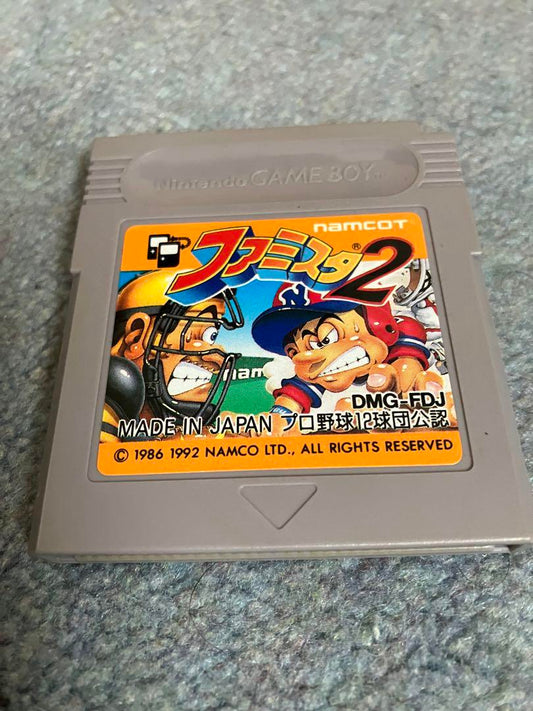 Nintendo GAME BOY
namcoT
ファミスタ2
®
N
nam
DMG-FDJ
MADE IN JAPAN プロ野球12球団公認
© 1986 1992 NAMCO LTD., ALL RIGHTS RESERVED